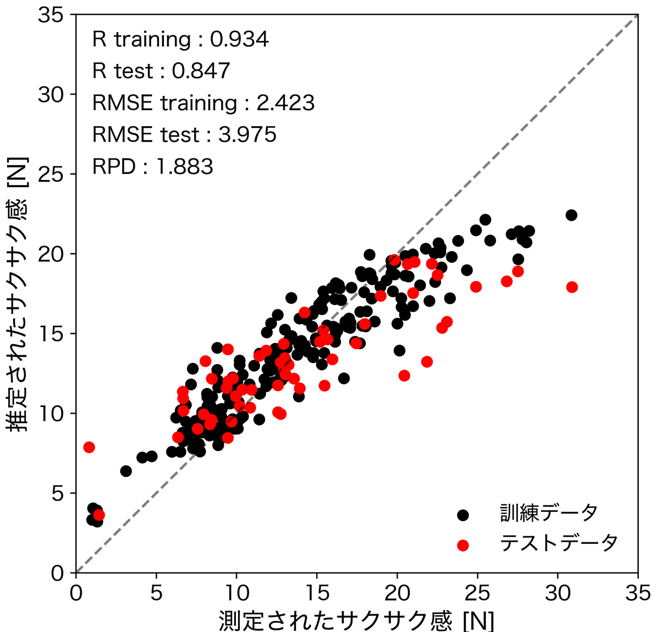 R training : 0.934
R test : 0.847
RMSE training : 2.423
RMSE test : 3.975
RPD : 1.883
35
30
25
20
15
10
5
0
推定されたサクサク感 [N]
訓練データ
テストデータ
0 5 10 15 20 25 30 35
測定されたサクサク感 [N]